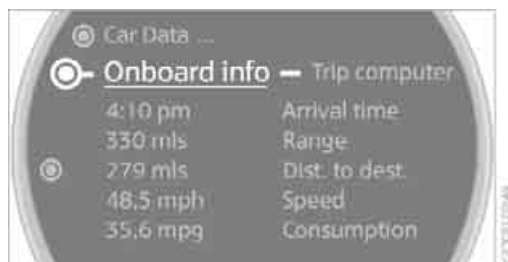 Car Data ...
Onboard info – Trip computer
4:10 pm Arrival time
330 mls Range
279 mls Dist. to dest.
48.5 mph Speed
35.6 mpg Consumption